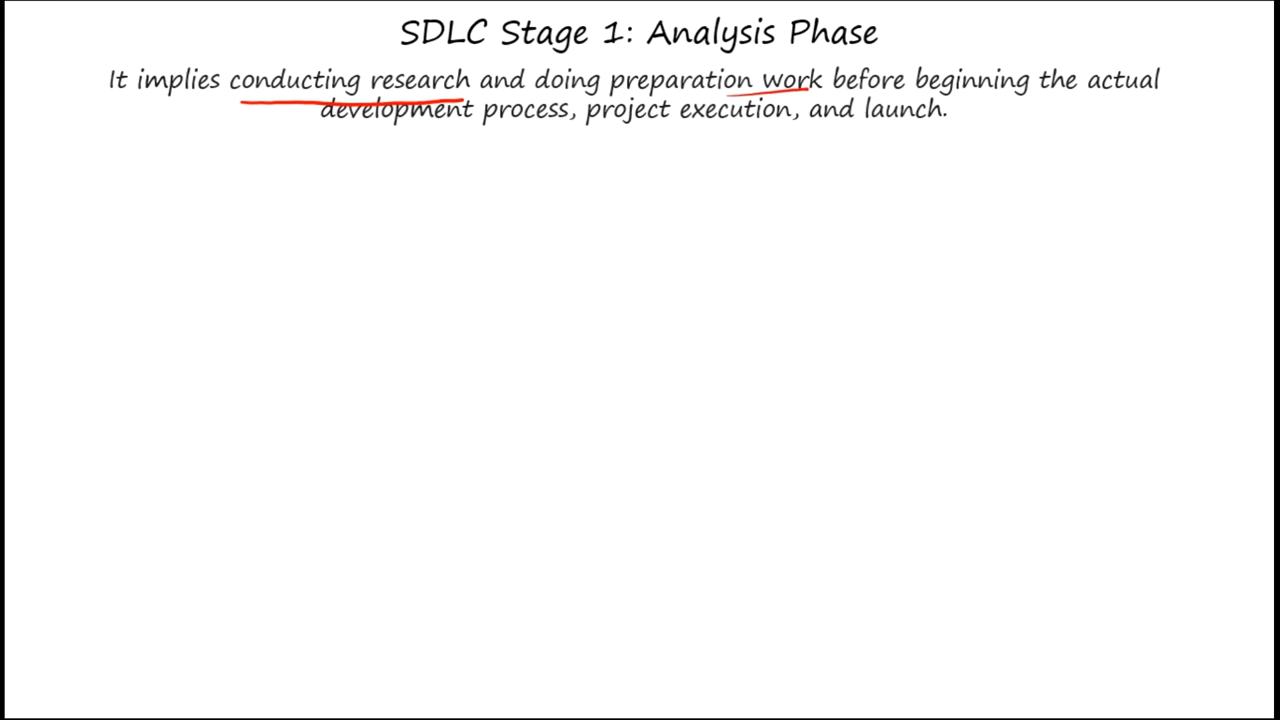 SDLC Stage 1: Analysis Phase
It implies conducting research and doing preparation work before beginning the actual
development process, project execution, and launch.